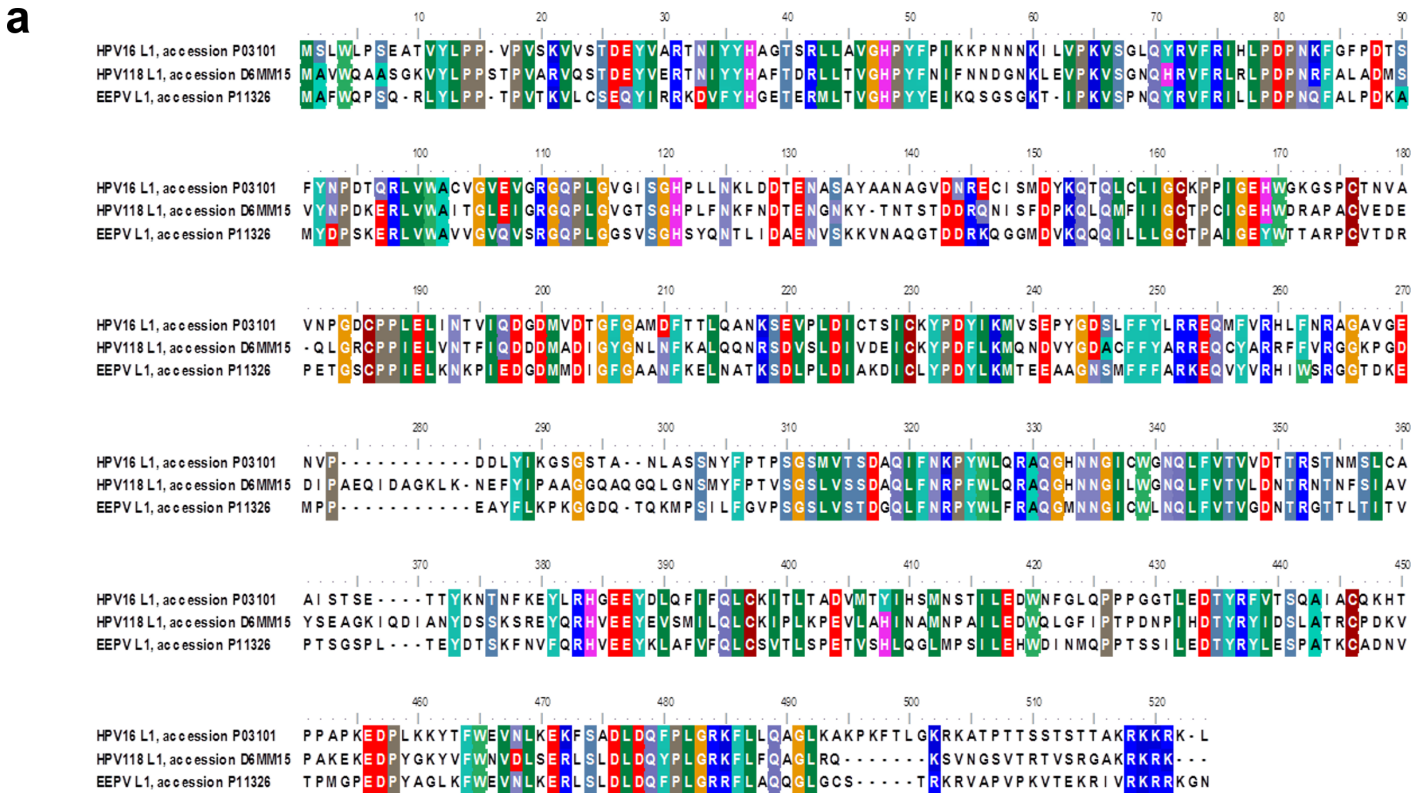 a
10 20 30 40 50 60 70 80 90
HPV16 L1, accession P03101 MSLWLPSEATVYLPP-VPVSKVVSTDEYVARTNIYYHAGTSRLLAVGHPYFPIKKPNNNKILVPKVSGLQYRVFRIHLPDPNKFGFPDTS
HPV118 L1, accession D6MM15 MAVWQAASGKVYLPPSTPVARVQSTDEYVERTNIYYHAFTDRLLTVGHPYFNIFNNDGNKLEVPKVSGNQHRVFRLRLPDPNRFALADMS
EEPV L1, accession P11326 MAFWQPSQ-RLYLPP-TPVTKVLCSEQYIRRKDVFYHGETERMLTVGHPYYEIKQSGSGKT-IPKVSPNQYRVFRILLPDPNQFALPDKA
100 110 120 130 140 150 160 170 180
HPV16 L1, accession P03101 FYNPDTQRLVWACVGVEVGRGQPLGVGISGHPLLNKLDDTENASAYAANAGVDNRECISMDYKQTQLCLIGCKPPIGEHWGKGSPCTNVA
HPV118 L1, accession D6MM15 VYNPDKERLVWAITGLEIGRGQPLGVGTSGHPLFNKFNDTENGNKY-TNTSTDDRQNISFDPKQLQMFIIGCTPCIGEHWDRAPACVEDE
EEPV L1, accession P11326 MYDPSKERLVWAVVGVQVSRGQPLGGSVSGHSYQNTLIDAENVSKKVNAQGTDDRKQGGMDVKQQQILLLGCTPAIGEYWTTARPCVTDR
190 200 210 220 230 240 250 260 270
HPV16 L1, accession P03101 VNPGDCPPLELINTVIQDGDMVDTGFGAMDFTTLQANKSEVPLDICTSICKYPDYIKMVSEPYGDSLFFYLRREQMFVRHLFNRAGAVGE
HPV118 L1, accession D6MM15 -QLGRCPPIELVNTFIQDDDMADIGYGNLNFKALQQNRSDVSLDIVDEICKYPDFLKMQNDVYGDACFFYARREQCYARRFFVRGGKPGD
EEPV L1, accession P11326 PETGSCPPIELKNKPIEDGDMMDIGFGAANFKELNATKSDLPLDIAKDICLYPDYLKMTEEAAGNSMFFFARKEQVYVRHIWSRGGTDKE
280 290 300 310 320 330 340 350 360
HPV16 L1, accession P03101 NVP-----------DDLYIKGSGSTA--NLASSNYFPTPSGSMVTSDAQIFNKPYWLQRAQGHNNGICWGNQLFVTVVDTTRSTNMSLCA
HPV118 L1, accession D6MM15 DIPAEQIDAGKLK-NEFYIPAAGGQAQGQLGNSMYFPTVSGSLVSSDAQLFNRPFWLQRAQGHNNGILWGNQLFVTVLDNTRNTNFSIAV
EEPV L1, accession P11326 MPP-----------EAYFLKPKGGDQ-TQKMPSILFGVPSGSLVSTDGQLFNRPYWLFRAQGMNNGICWLNQLFVTVGDNTRGTTLTITV
370 380 390 400 410 420 430 440 450
HPV16 L1, accession P03101 AISTSE----TTYKNTNFKEYLRHGEEYDLQFIFQLCKITLTADVMTYIHSMNSTILEDWNFGLQPPPGGTLEDTYRFVTSQAIACQKHT
HPV118 L1, accession D6MM15 YSEAGKIQDIANYDSSKSREYQRHVEEYEVSMILQLCKIPLKPEVLAHINAMNPAILEDWQLGFIPTPDNPIHDTYRYIDSLATRCPDKV
EEPV L1, accession P11326 PTSGSPL---TEYDTSKFNVFQRHVEEYKLAFVFQLCSVTLSPETVSHLQGLMPSILEHWDINMQPPTSSILEDTYRYLESPATKCADNV
460 470 480 490 500 510 520
HPV16 L1, accession P03101 PPAPKEDPLKKYTFWEVNLKEKFSADLDQFPLGRKFLLQAGLKAKPKFTLGKRKATPTTSSTSTTAKRKKRK-L
HPV118 L1, accession D6MM15 PAKEKEDPYGKYVFWNVDLSERLSLDLDQYPLGRKFLFQAGLRQ------KSVNGSVTRTVSRGAKRKRK--
EEPV L1, accession P11326 TPMGPEDPYAGLKFWEVNLKERLSLDLDQFPLGRRFLAQQGLGCS-----TRKRVAPVPKVTEKRIVRKRRKGN